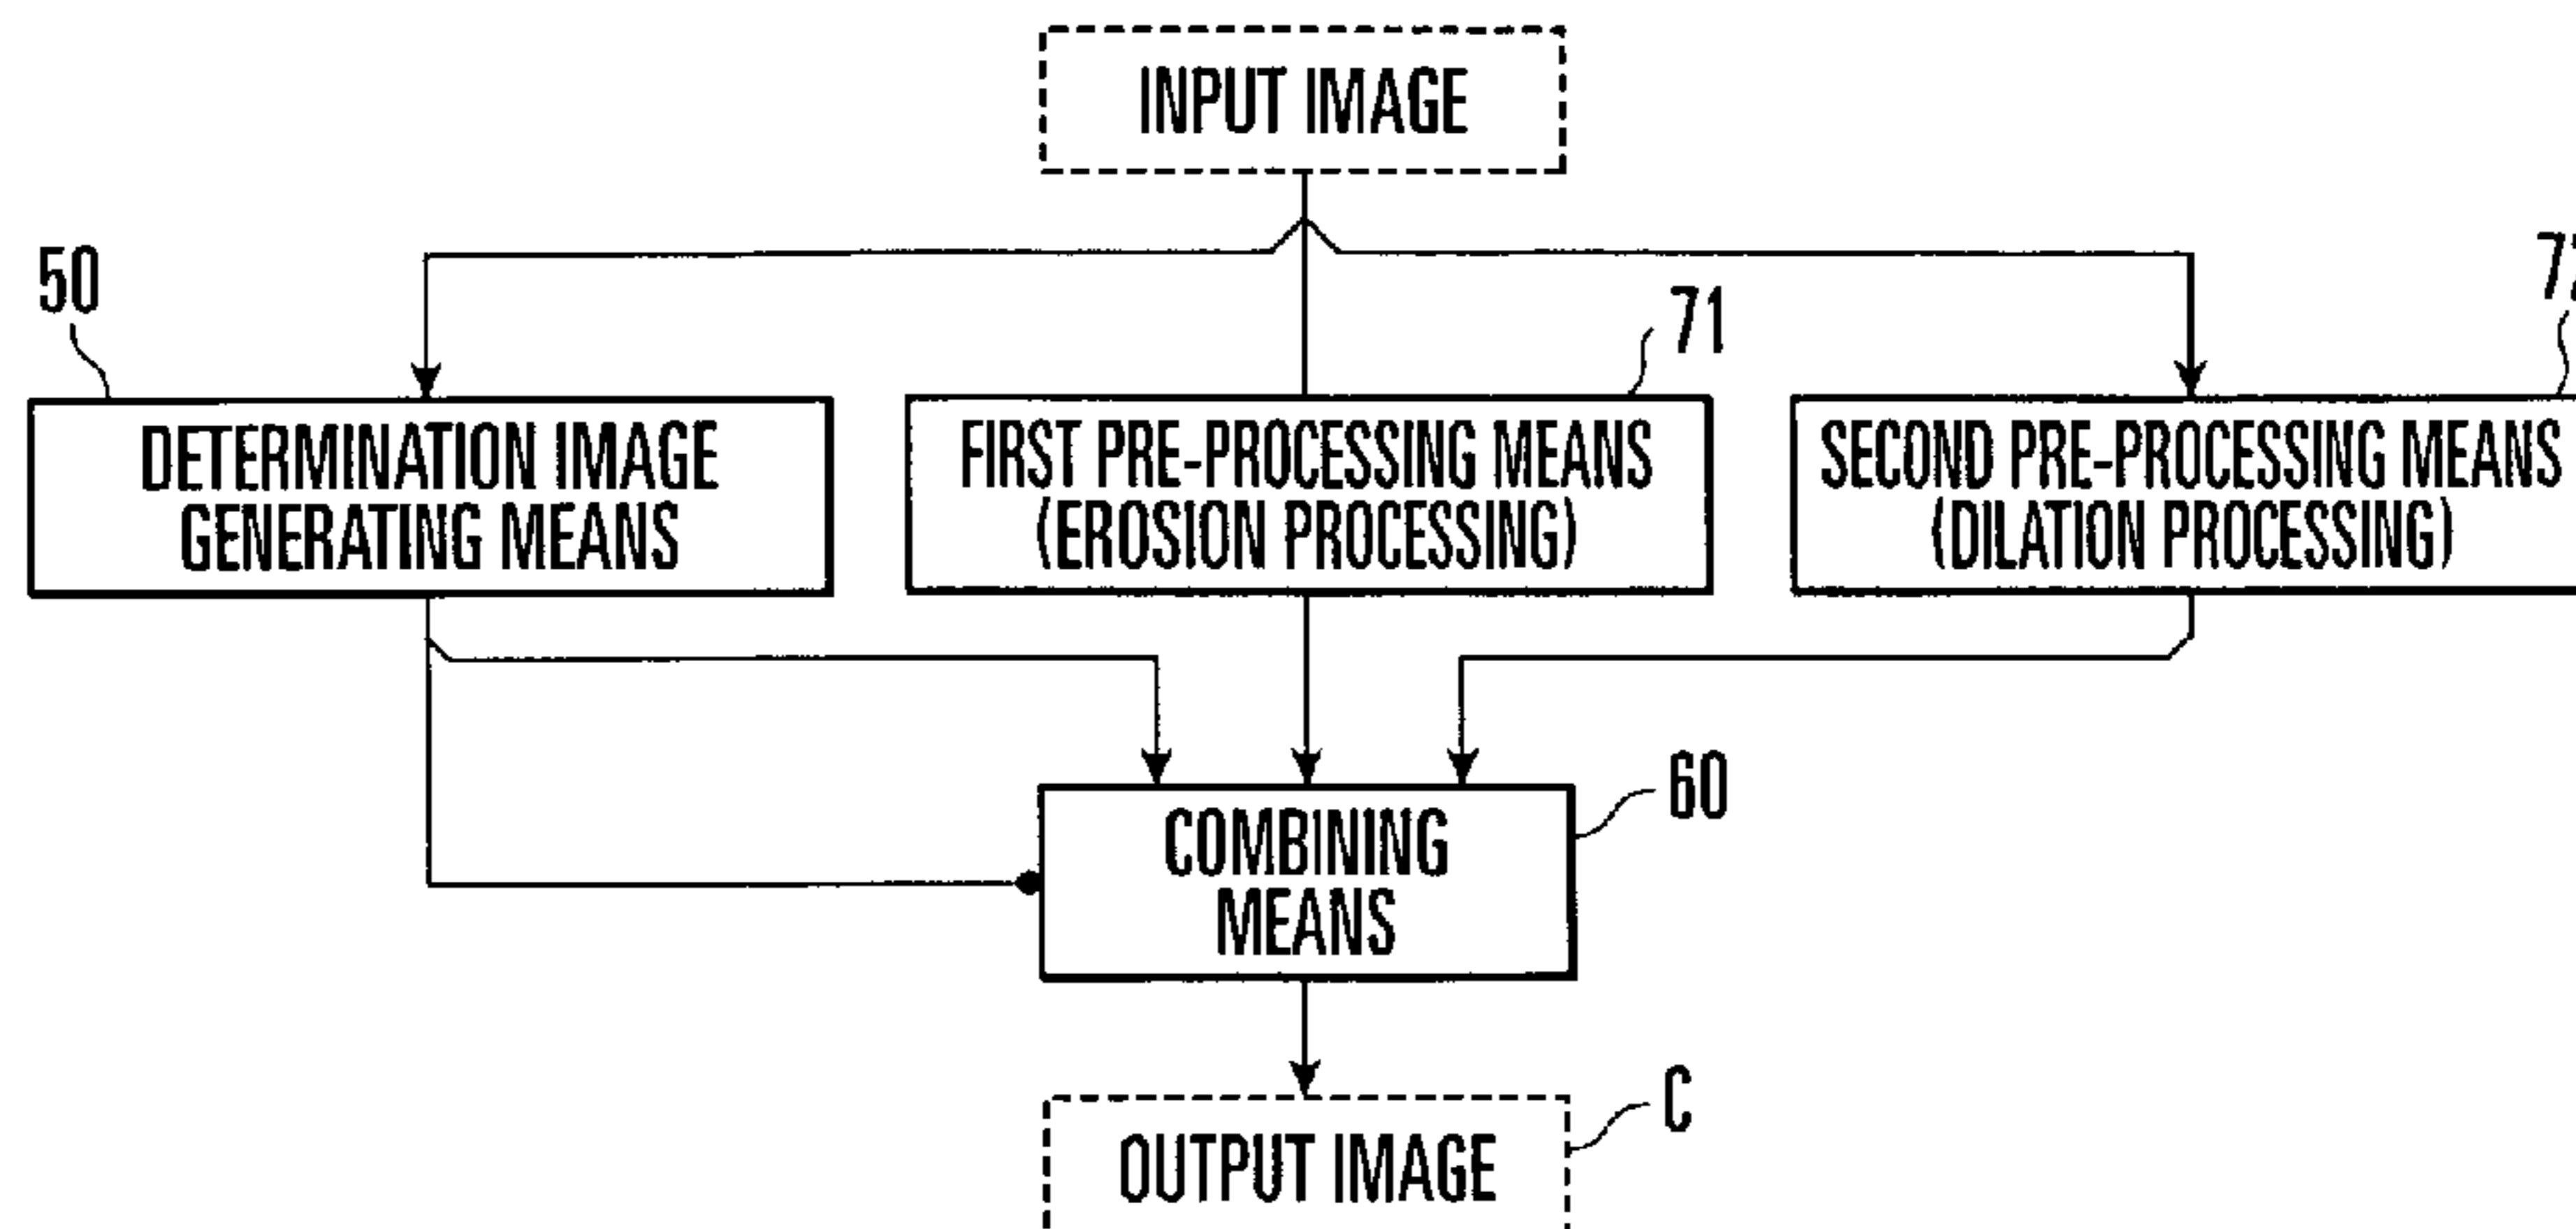 INPUT IMAGE
50
71
DETERMINATION IMAGE
GENERATING MEANS
FIRST PRE-PROCESSING MEANS
(EROSION PROCESSING)
SECOND PRE-PROCESSING MEANS
(DILATION PROCESSING)
60
COMBINING
MEANS
C
OUTPUT IMAGE